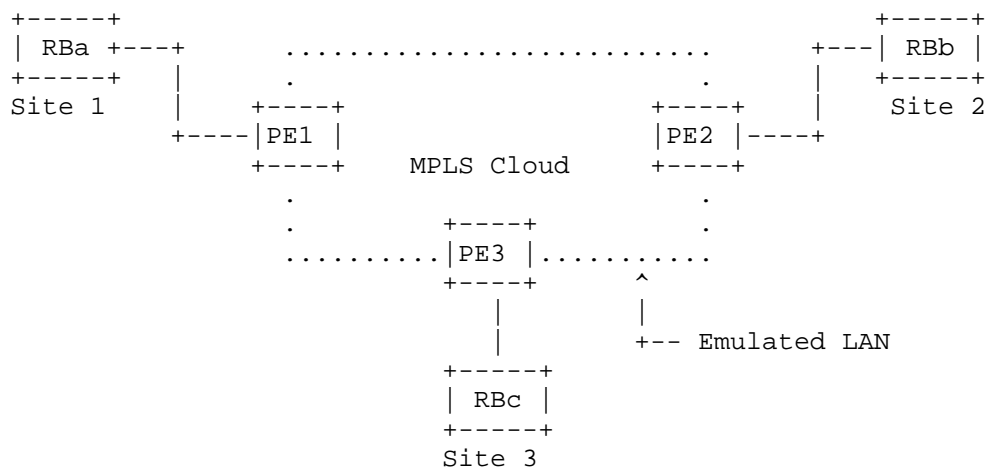 RBa RBb
Site 1 Site 2
PE1 PE2
MPLS Cloud
PE3
Emulated LAN
RBc
Site 3